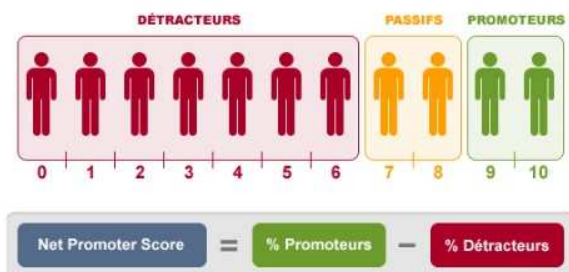 DÉTRACTEURS PASSIFS PROMOTEURS
0 1 2 3 4 5 6 7 8 9 10
Net Promoter Score = % Promoteurs − % Détracteurs